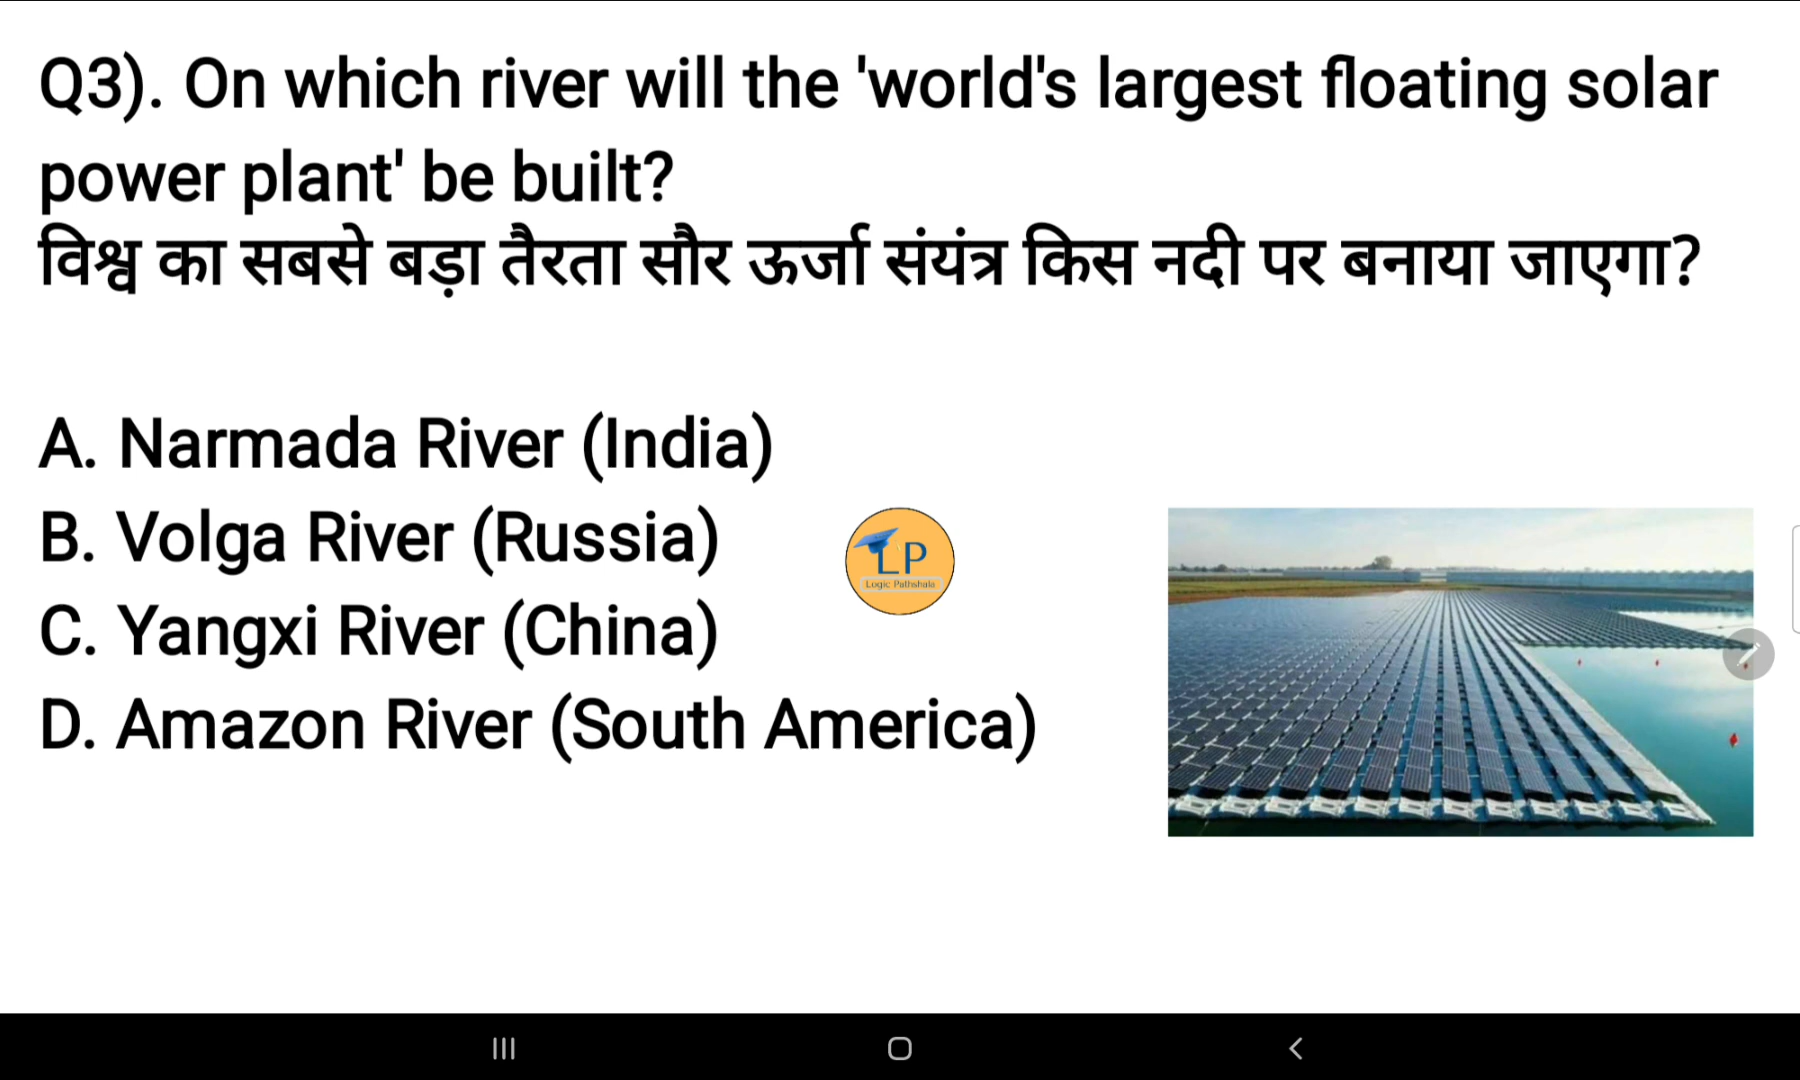 Q3). On which river will the 'world's largest floating solar
power plant' be built?
विश्व का सबसे बड़ा तैरता सौर ऊर्जा संयंत्र किस नदी पर बनाया जाएगा?
A. Narmada River (India)
B. Volga River (Russia)
C. Yangxi River (China)
D. Amazon River (South America)
LP
Logic Pathshala